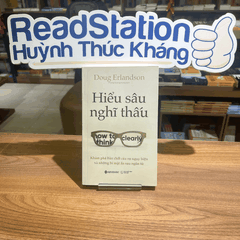 ReadStation
Huỳnh Thúc Kháng
Doug Erlandson
Hiểu sâu
nghĩ thấu
how to
think
clearly